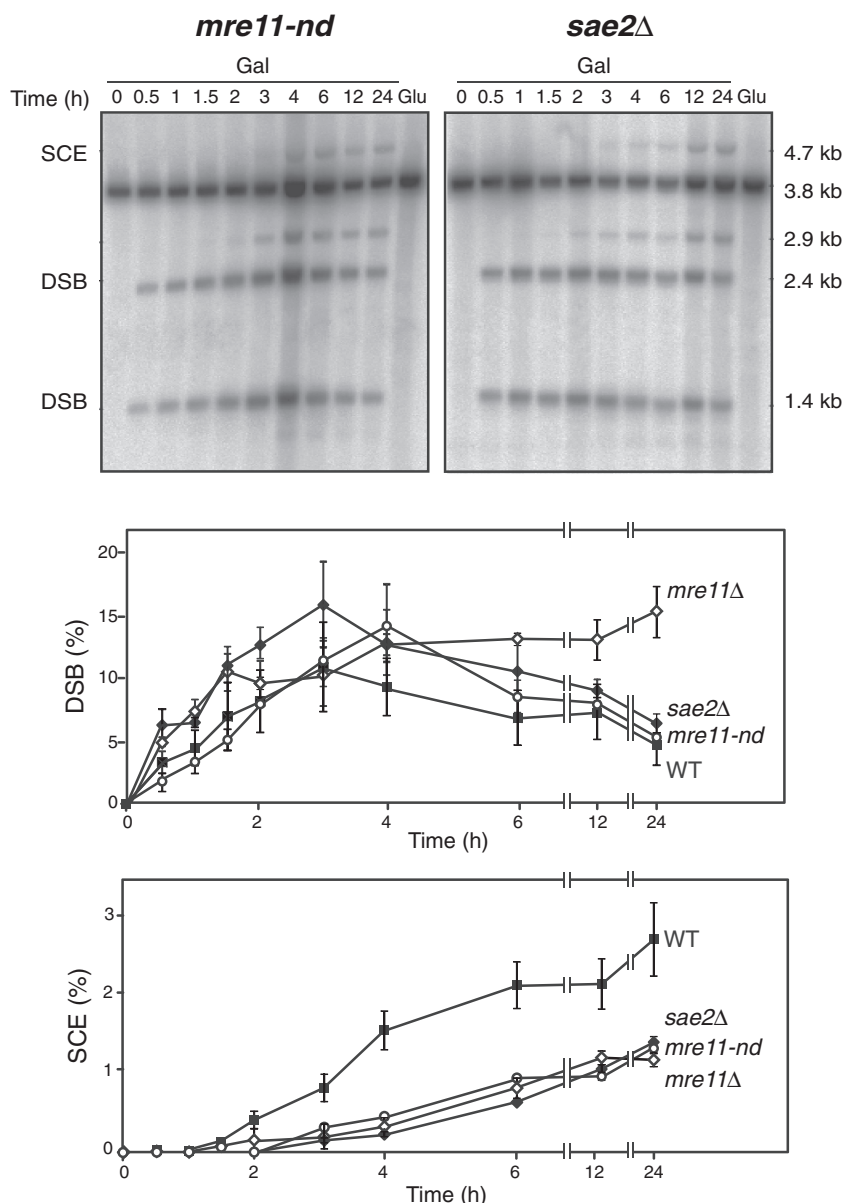 mre11-nd sae2Δ
Gal Gal
Time (h) 0 0.5 1 1.5 2 3 4 6 12 24 Glu 0 0.5 1 1.5 2 3 4 6 12 24 Glu
SCE 4.7 kb
3.8 kb
2.9 kb
DSB 2.4 kb
DSB 1.4 kb
20
15
10
5
0
DSB (%)
mre11Δ
sae2Δ
mre11-nd
WT
0 2 4 6 12 24
Time (h)
3
2
1
0
SCE (%)
WT
sae2Δ
mre11-nd
mre11Δ
0 2 4 6 12 24
Time (h)